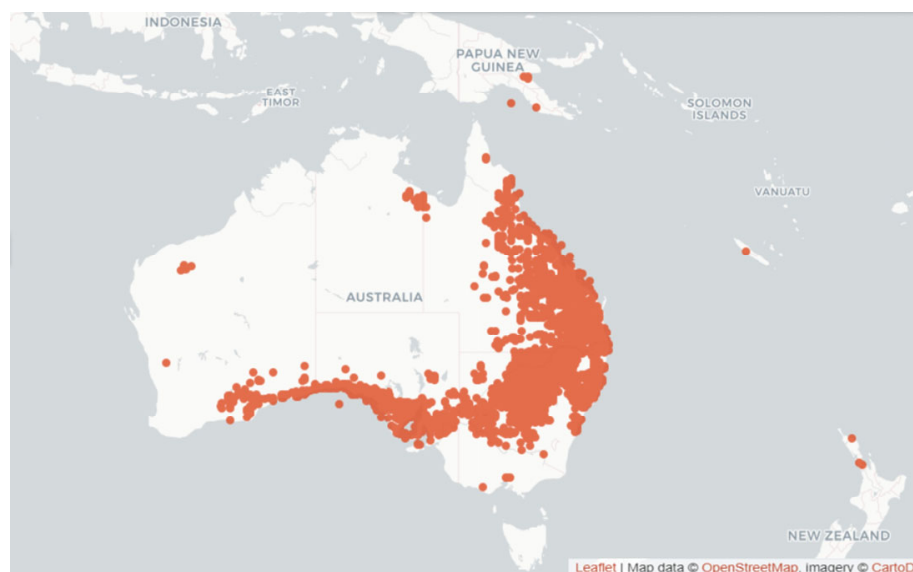 INDONESIA
PAPUA NEW
GUINEA
EAST
TIMOR
SOLOMON
ISLANDS
VANUATU
AUSTRALIA
NEW ZEALAND
Leaflet | Map data © OpenStreetMap, imagery © CartoD